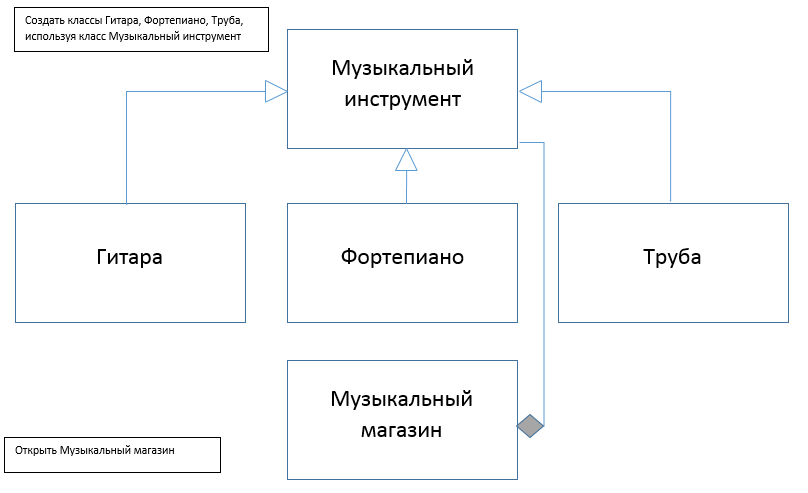 Создать классы Гитара, Фортепиано, Труба,
используя класс Музыкальный инструмент
Музыкальный
инструмент
Гитара
Фортепиано
Труба
Музыкальный
магазин
Открыть Музыкальный магазин